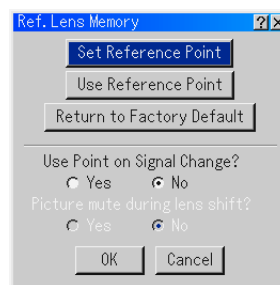 Ref. Lens Memory
Set Reference Point
Use Reference Point
Return to Factory Default
Use Point on Signal Change?
Yes No
Picture mute during lens shift?
Yes No
OK Cancel